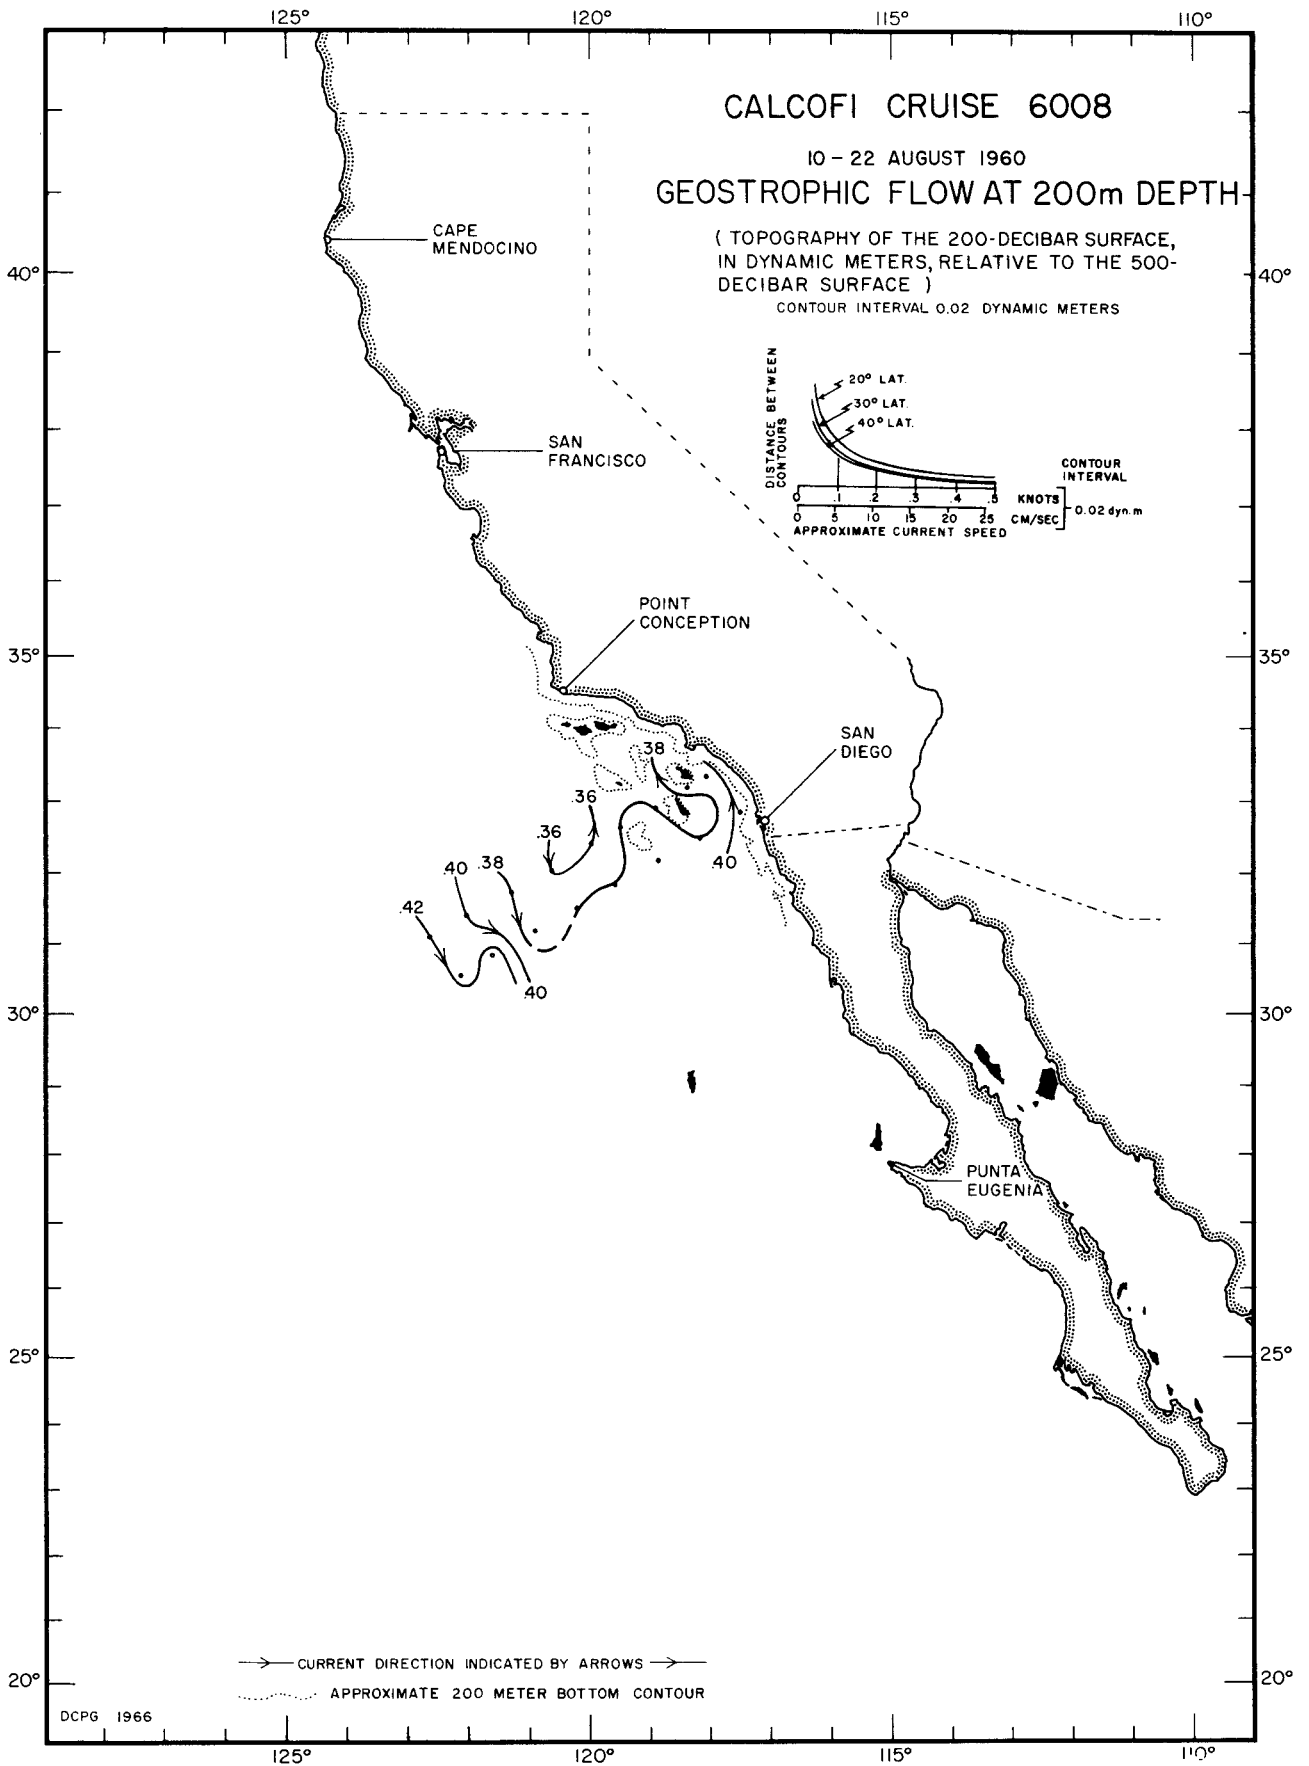 125° 120° 115° 110°
CALCOFI CRUISE 6008
10 – 22 AUGUST 1960
GEOSTROPHIC FLOW AT 200m DEPTH
( TOPOGRAPHY OF THE 200-DECIBAR SURFACE,
IN DYNAMIC METERS, RELATIVE TO THE 500-
DECIBAR SURFACE )
CONTOUR INTERVAL 0.02 DYNAMIC METERS
CAPE
MENDOCINO
40° 40°
DISTANCE BETWEEN
CONTOURS
20° LAT.
30° LAT.
40° LAT.
SAN
FRANCISCO
CONTOUR
INTERVAL
0 .1 .2 .3 .4 .5 KNOTS
0.02 dyn.m
0 5 10 15 20 25 CM/SEC
APPROXIMATE CURRENT SPEED
POINT
CONCEPTION
35° 35°
SAN
DIEGO
.38
.36
.36
.40 .38 .40
.42
.40
30° 30°
PUNTA
EUGENIA
25° 25°
CURRENT DIRECTION INDICATED BY ARROWS
20° 20°
APPROXIMATE 200 METER BOTTOM CONTOUR
DCPG 1966
125° 120° 115° 110°